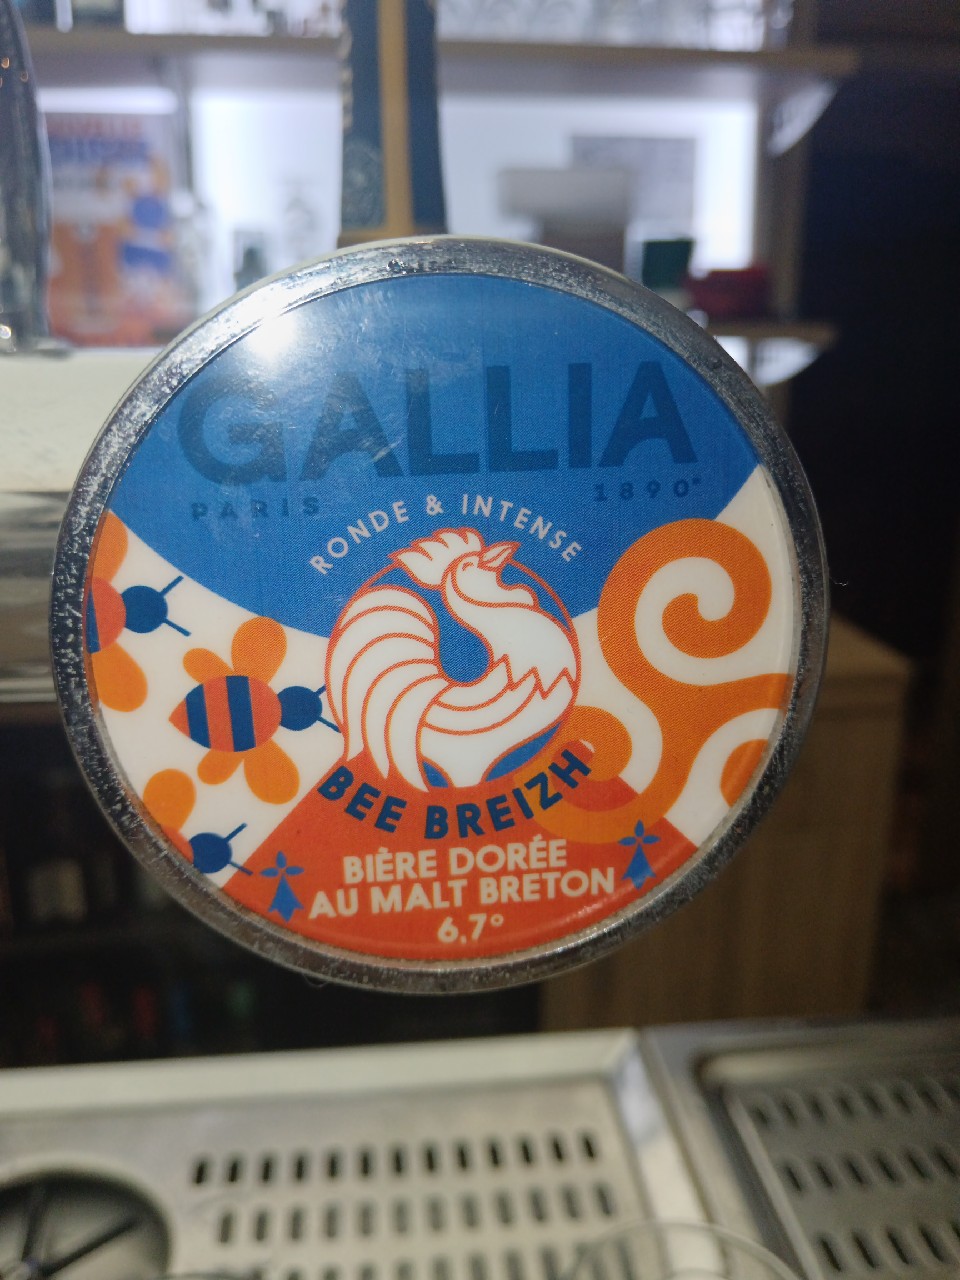 GALLIA
PARIS
1890
RONDE & INTENSE
BEE BREIZH
BIÈRE DORÉE
AU MALT BRETON
6,7°